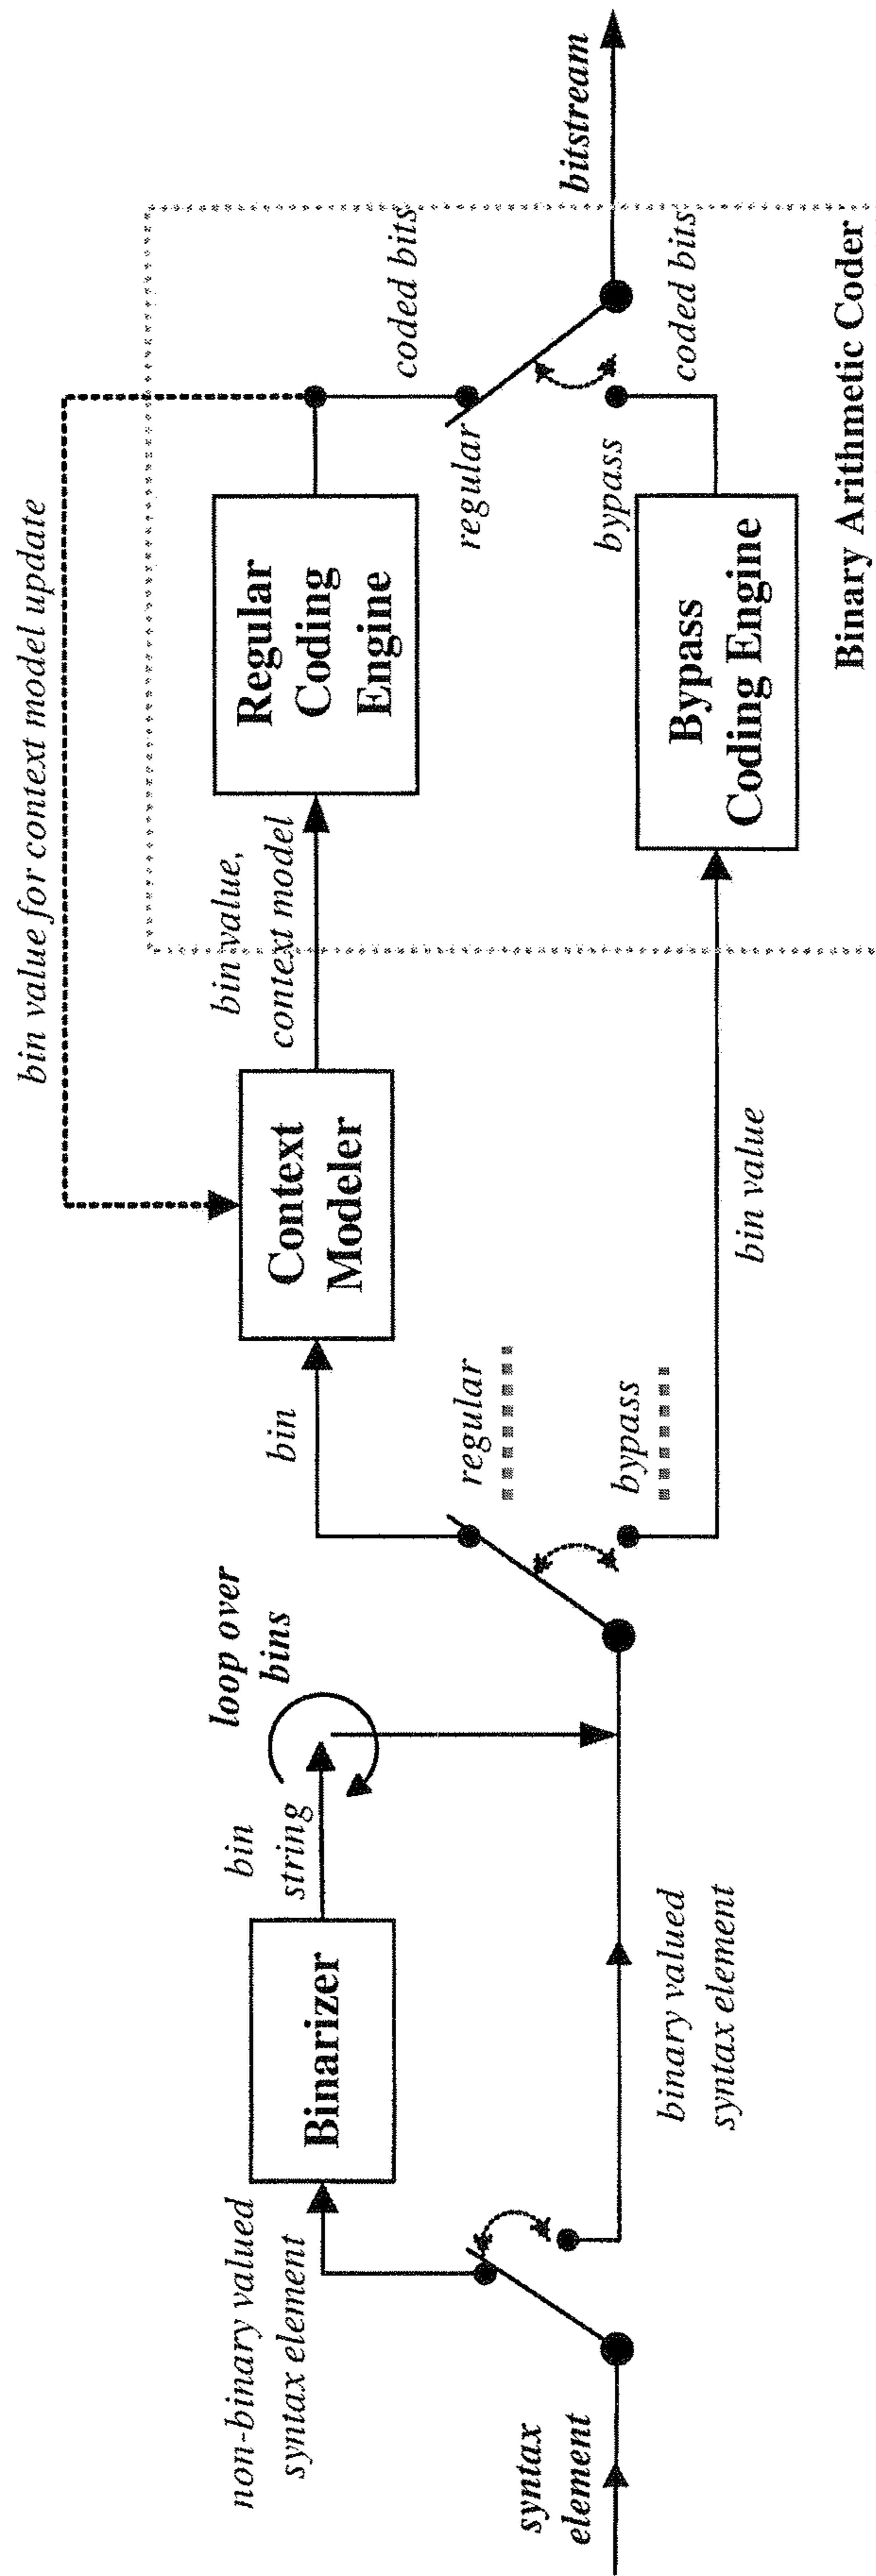 bin value for context model update
non-binary valued
syntax element
Binarizer
bin
string
loop over
bins
bin
Context
Modeler
bin value,
context model
Regular
Coding
Engine
coded bits
regular
regular
bitstream
syntax
element
binary valued
syntax element
bypass
bin value
bypass
Bypass
Coding Engine
coded bits
Binary Arithmetic Coder